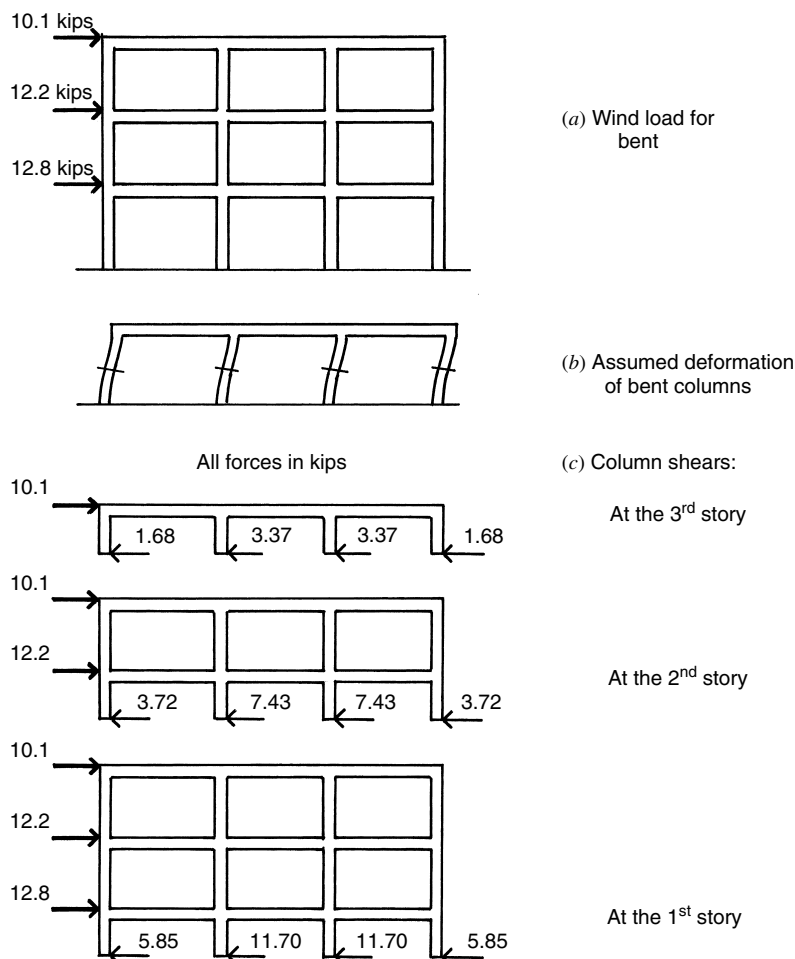 10.1 kips
12.2 kips
12.8 kips
(a) Wind load for
bent
(b) Assumed deformation
of bent columns
All forces in kips
(c) Column shears:
10.1
1.68 3.37 3.37 1.68
At the 3rd story
10.1
12.2
3.72 7.43 7.43 3.72
At the 2nd story
10.1
12.2
12.8
5.85 11.70 11.70 5.85
At the 1st story